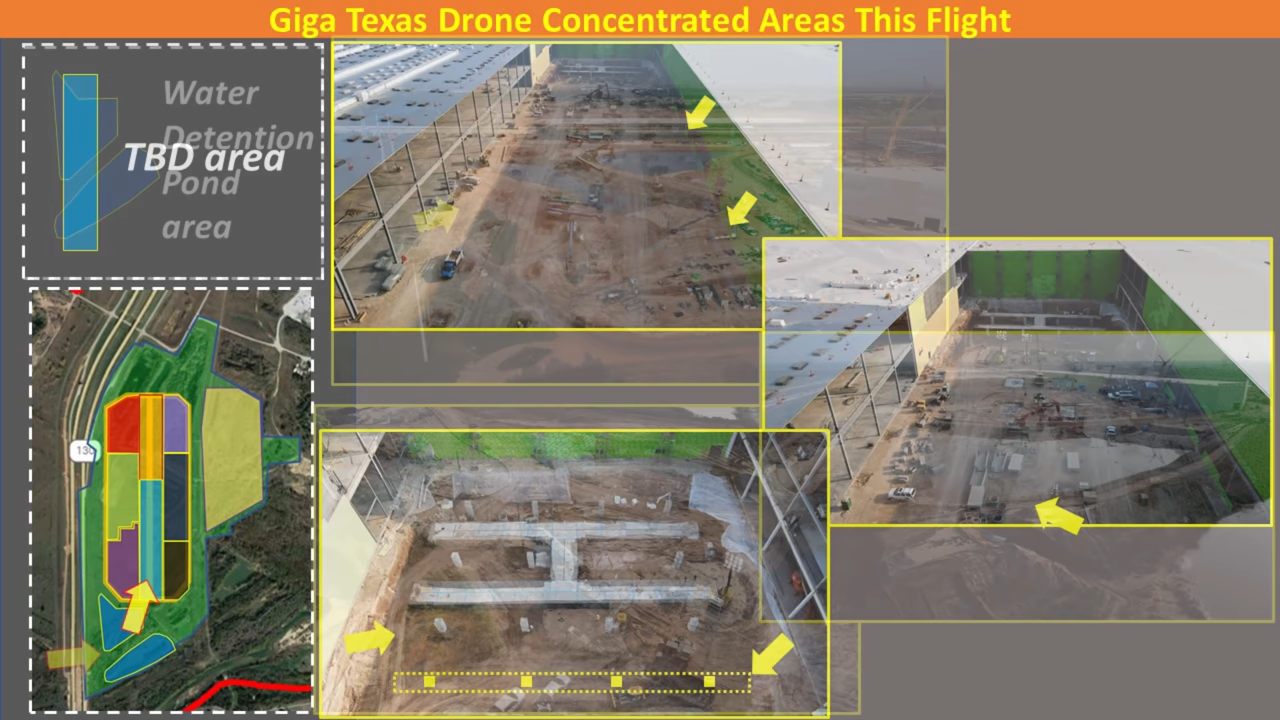 Giga Texas Drone Concentrated Areas This Flight
Water
Detention
TBD area
Pond
area
130